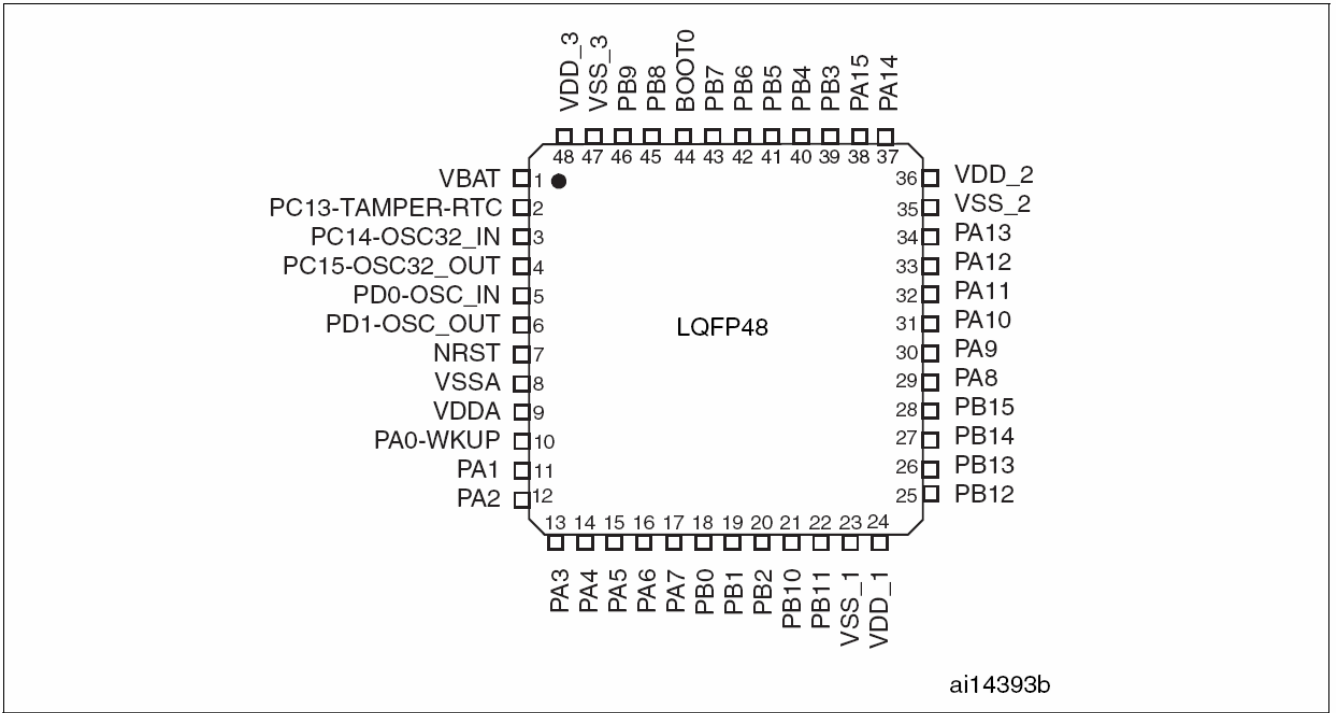 VDD_3
VSS_3
PB9
PB8
BOOT0
PB7
PB6
PB5
PB4
PB3
PA15
PA14
48 47 46 45 44 43 42 41 40 39 38 37
VBAT 1
PC13-TAMPER-RTC 2
PC14-OSC32_IN 3
PC15-OSC32_OUT 4
PD0-OSC_IN 5
PD1-OSC_OUT 6
NRST 7
VSSA 8
VDDA 9
PA0-WKUP 10
PA1 11
PA2 12
LQFP48
36 VDD_2
35 VSS_2
34 PA13
33 PA12
32 PA11
31 PA10
30 PA9
29 PA8
28 PB15
27 PB14
26 PB13
25 PB12
13 14 15 16 17 18 19 20 21 22 23 24
PA3
PA4
PA5
PA6
PA7
PB0
PB1
PB2
PB10
PB11
VSS_1
VDD_1
ai14393b